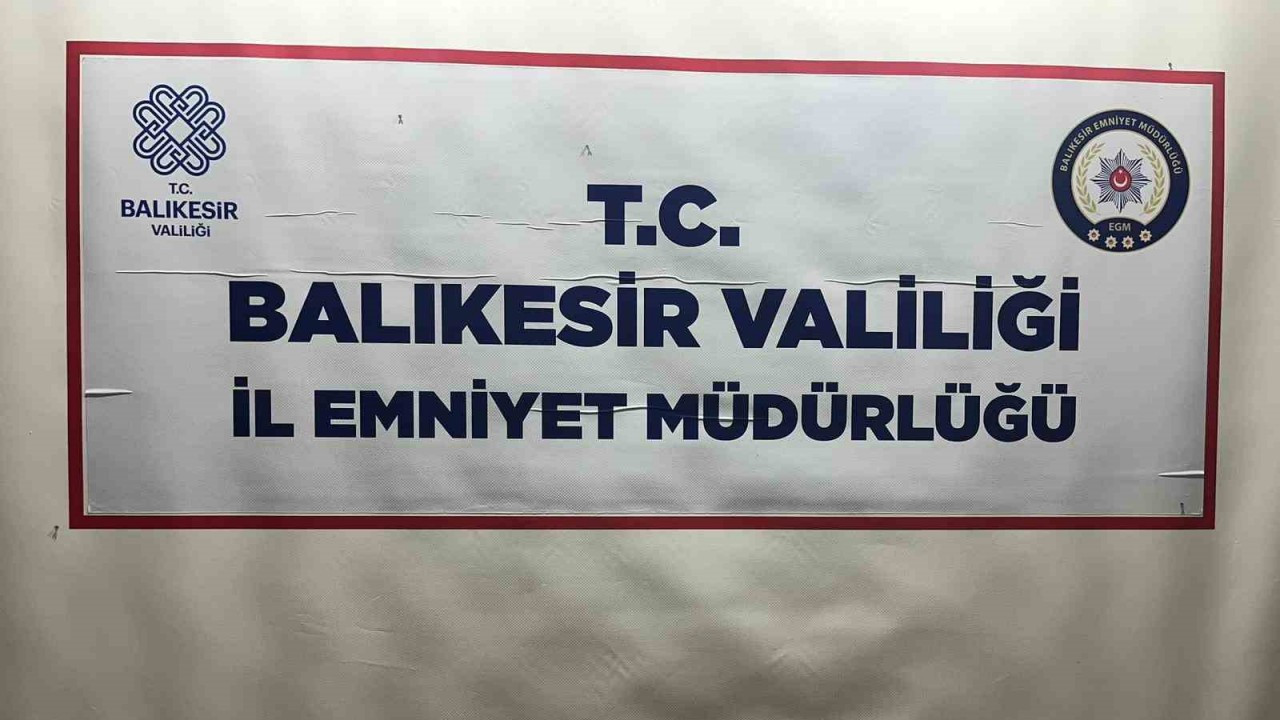 T.C.
BALIKESİR
VALİLİĞİ
BALIKESİR EMNİYET MÜDÜRLÜĞÜ
EGM
T.C.
BALIKESİR VALİLİĞİ
İL EMNİYET MÜDÜRLÜĞÜ